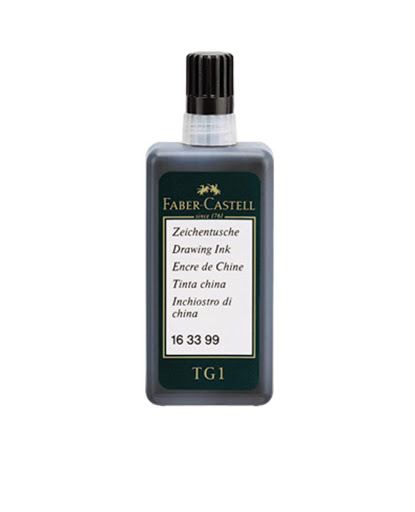 FABER-CASTELL
since 1761
Zeichentusche
Drawing Ink
Encre de Chine
Tinta china
Inchiostro di
china
16 33 99
TG1